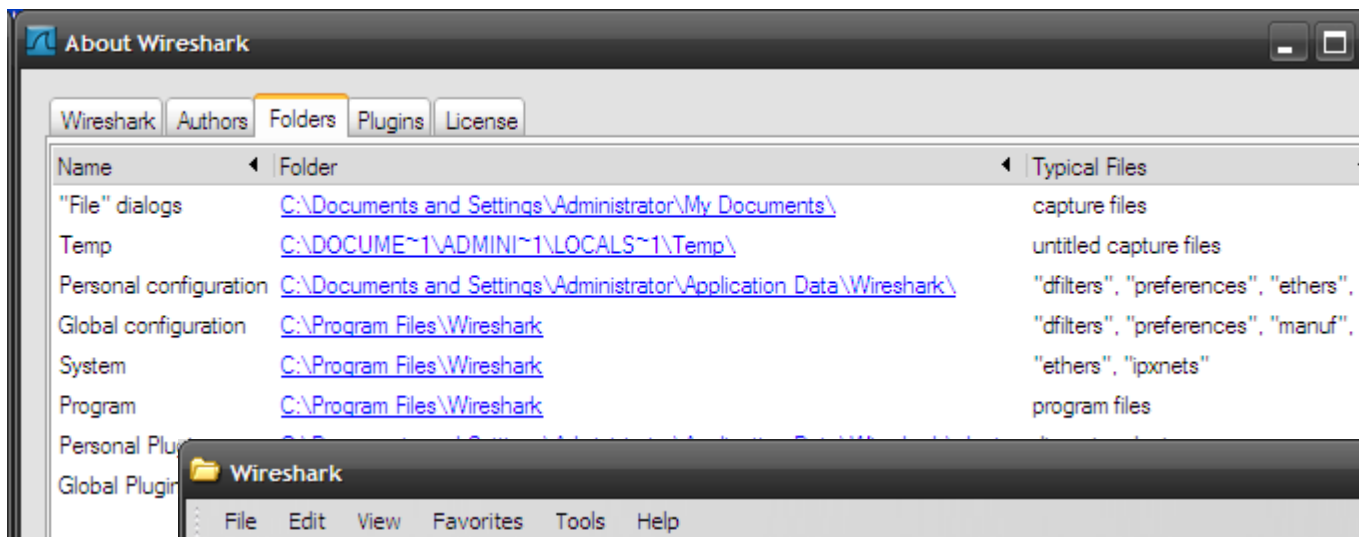 About Wireshark
Wireshark Authors Folders Plugins License
Name Folder Typical Files
"File" dialogs C:\Documents and Settings\Administrator\My Documents\ capture files
Temp C:\DOCUME~1\ADMINI~1\LOCALS~1\Temp\ untitled capture files
Personal configuration C:\Documents and Settings\Administrator\Application Data\Wireshark\ "dfilters", "preferences", "ethers",
Global configuration C:\Program Files\Wireshark "dfilters", "preferences", "manuf",
System C:\Program Files\Wireshark "ethers", "ipxnets"
Program C:\Program Files\Wireshark program files
Personal
Global
Wireshark
File Edit View Favorites Tools Help